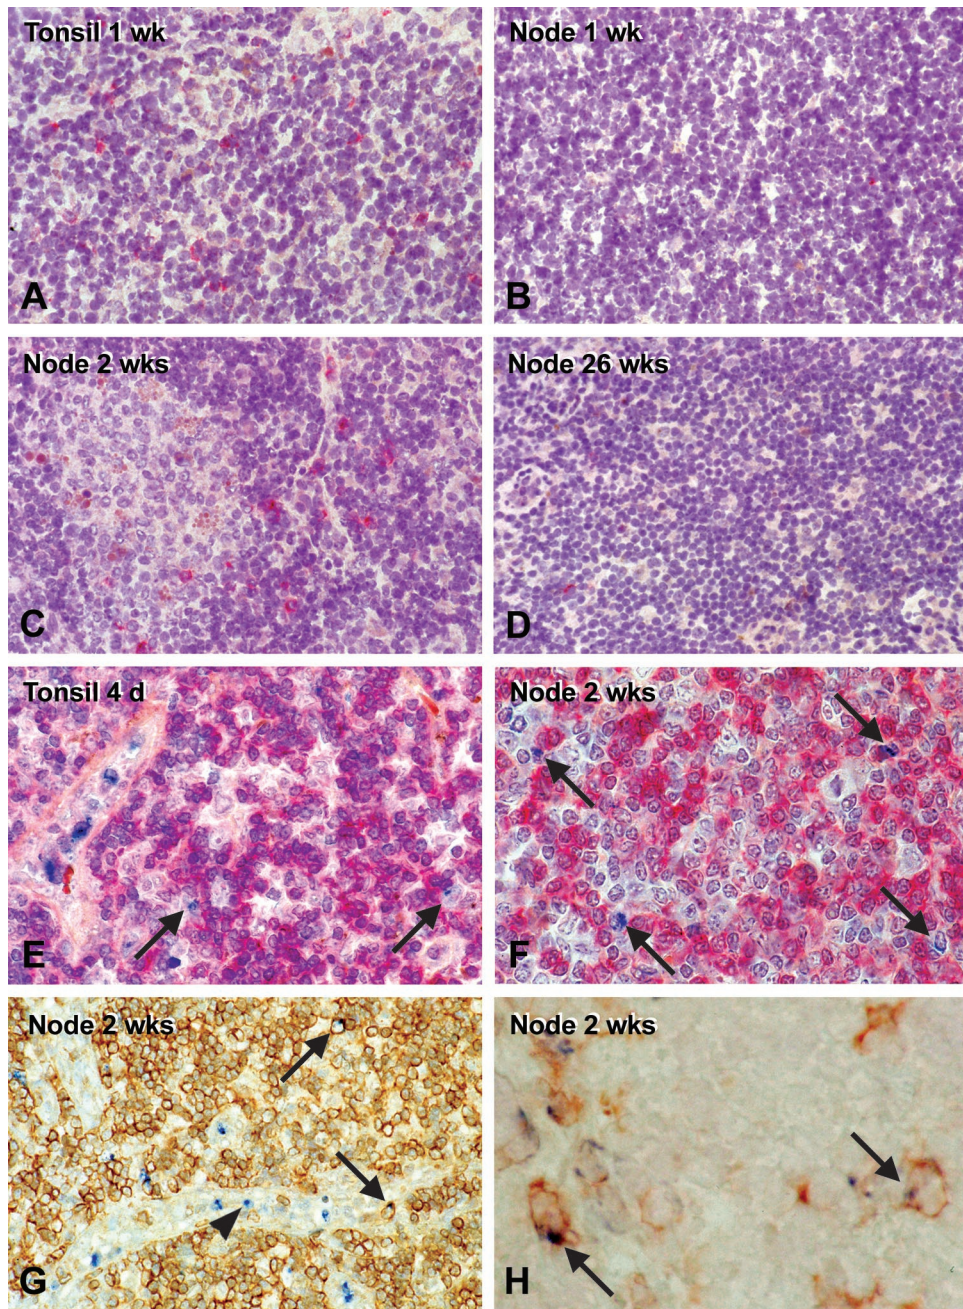 Tonsil 1 wk
Node 1 wk
A
B
Node 2 wks
Node 26 wks
C
D
Tonsil 4 d
Node 2 wks
E
F
Node 2 wks
Node 2 wks
G
H